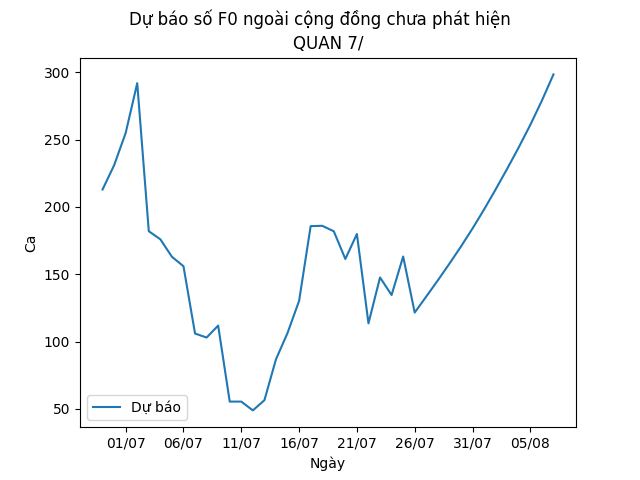 Dự báo số F0 ngoài cộng đồng chưa phát hiện
QUAN 7/
300
250
200
150
100
50
Ca
Dự báo
01/07 06/07 11/07 16/07 21/07 26/07 31/07 05/08
Ngày